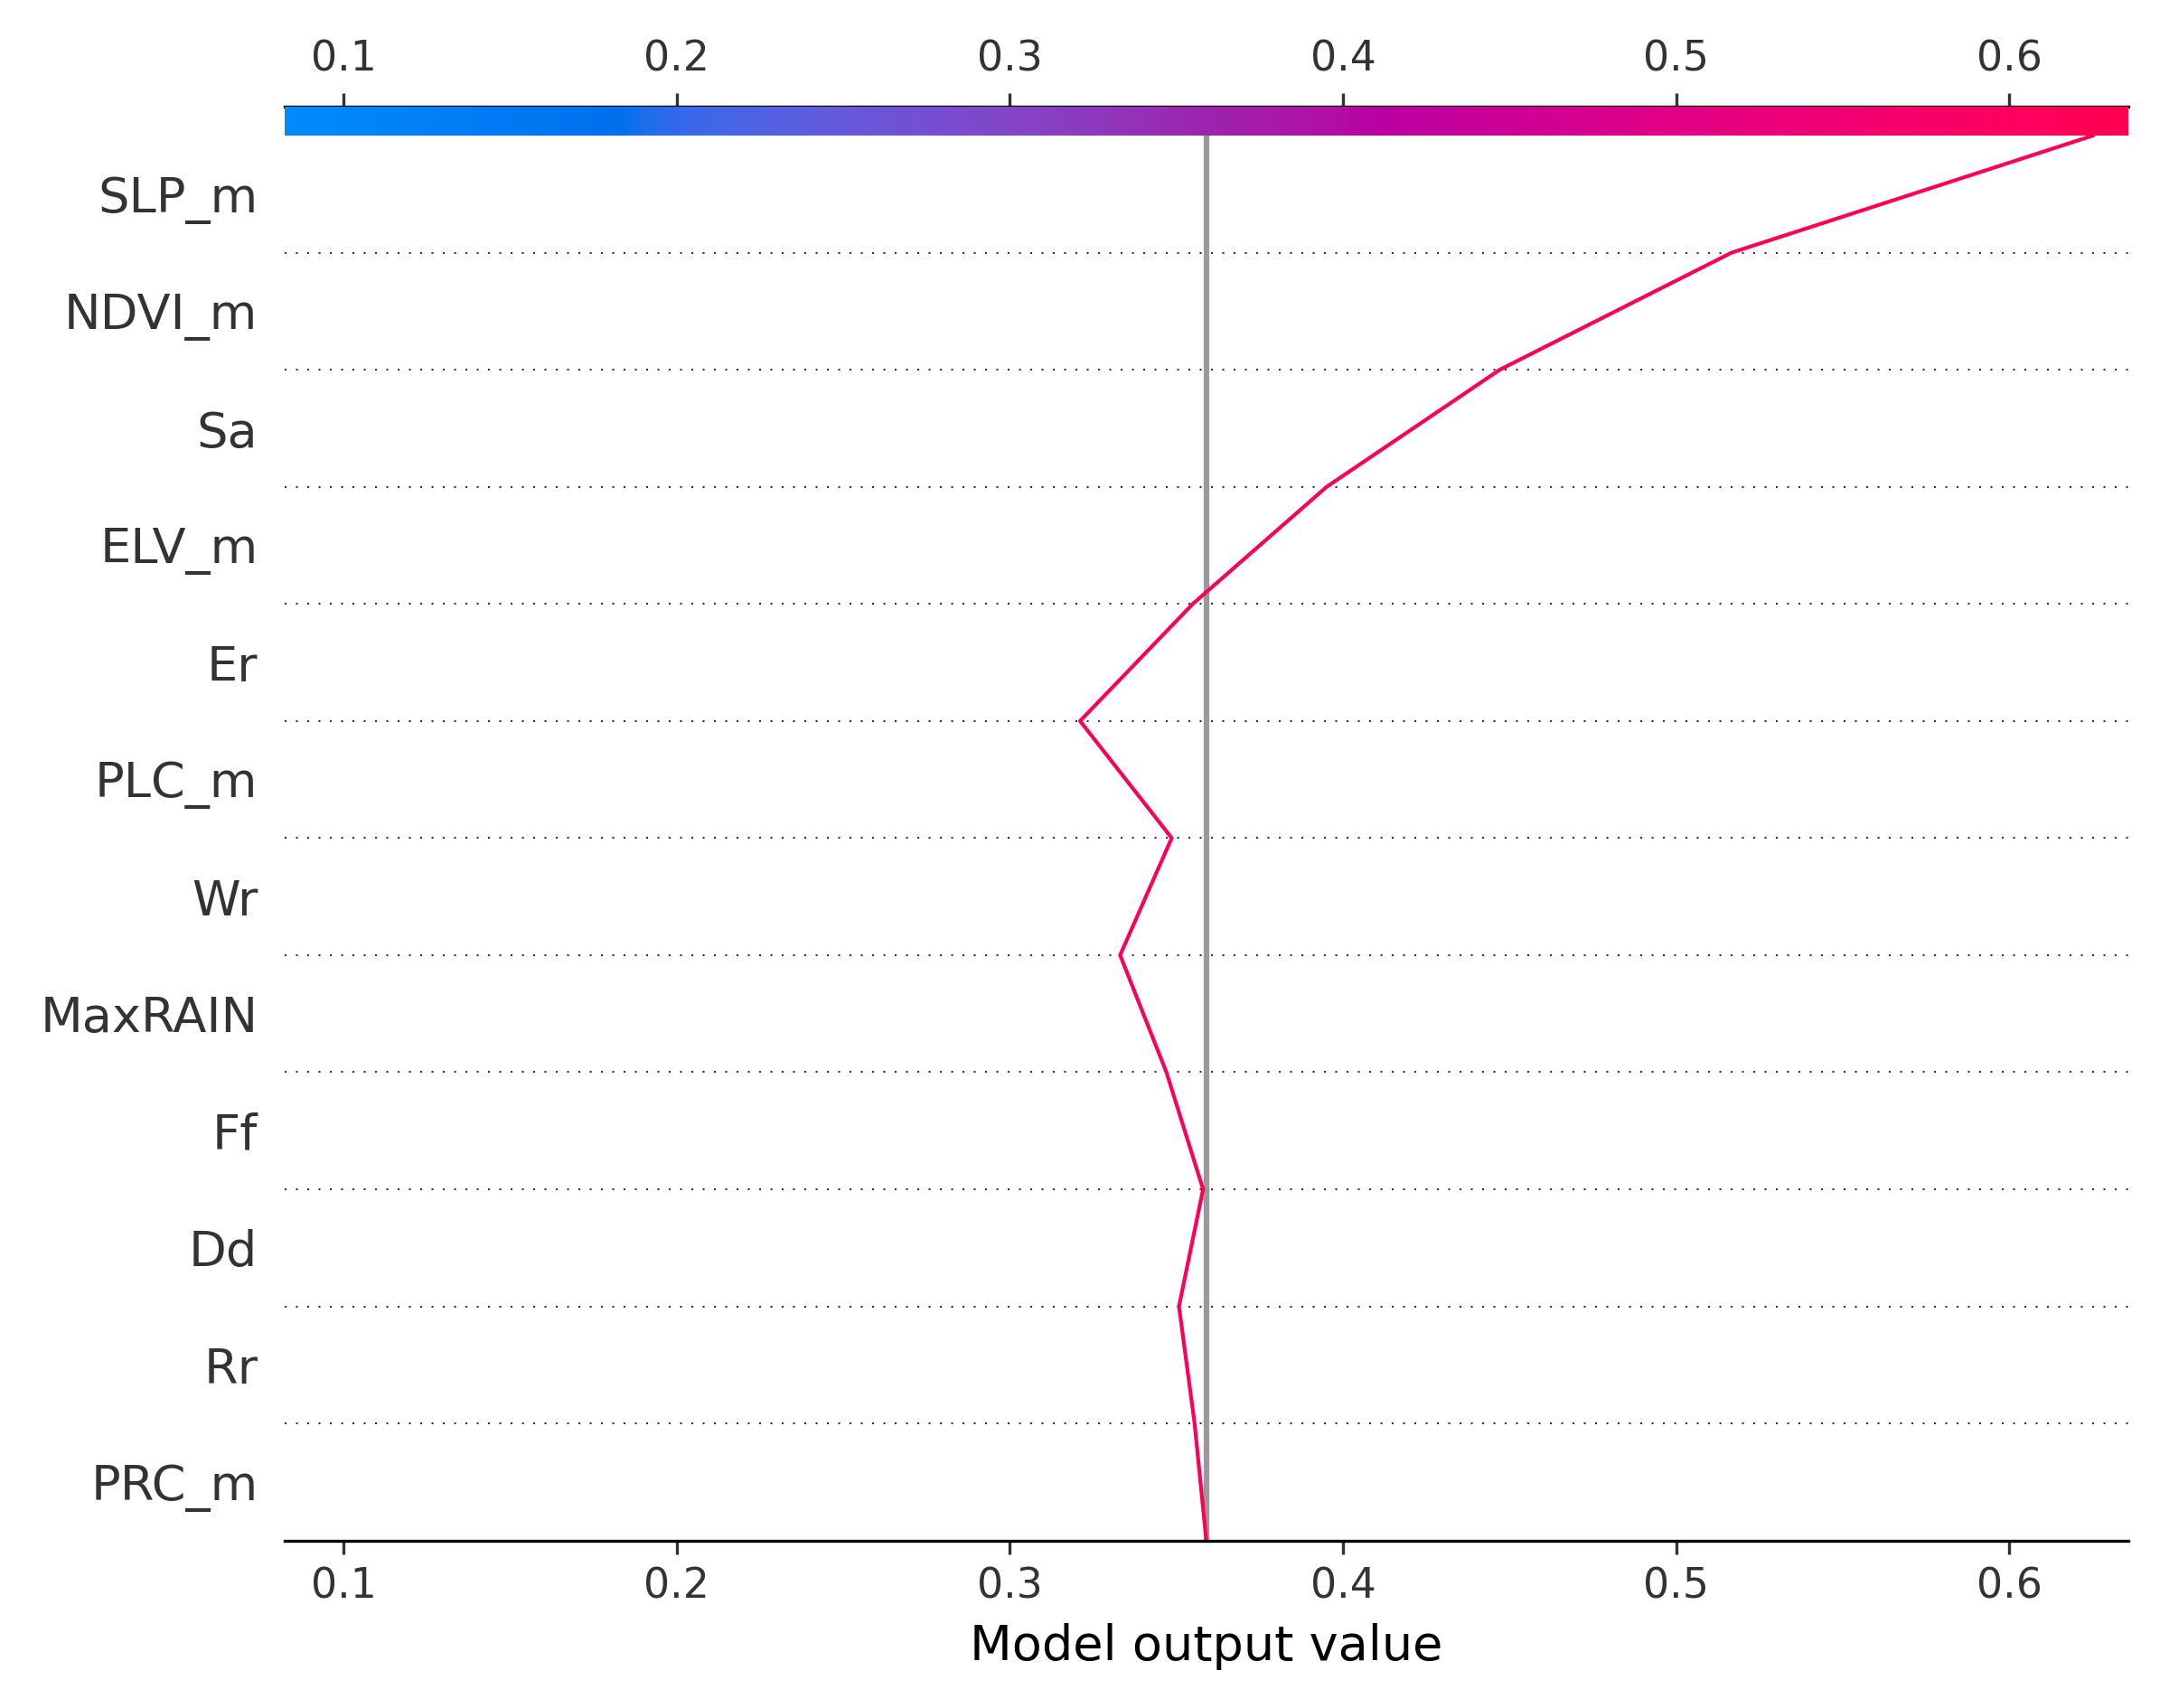 0.1 0.2 0.3 0.4 0.5 0.6
SLP_m
NDVI_m
Sa
ELV_m
Er
PLC_m
Wr
MaxRAIN
Ff
Dd
Rr
PRC_m
0.1 0.2 0.3 0.4 0.5 0.6
Model output value